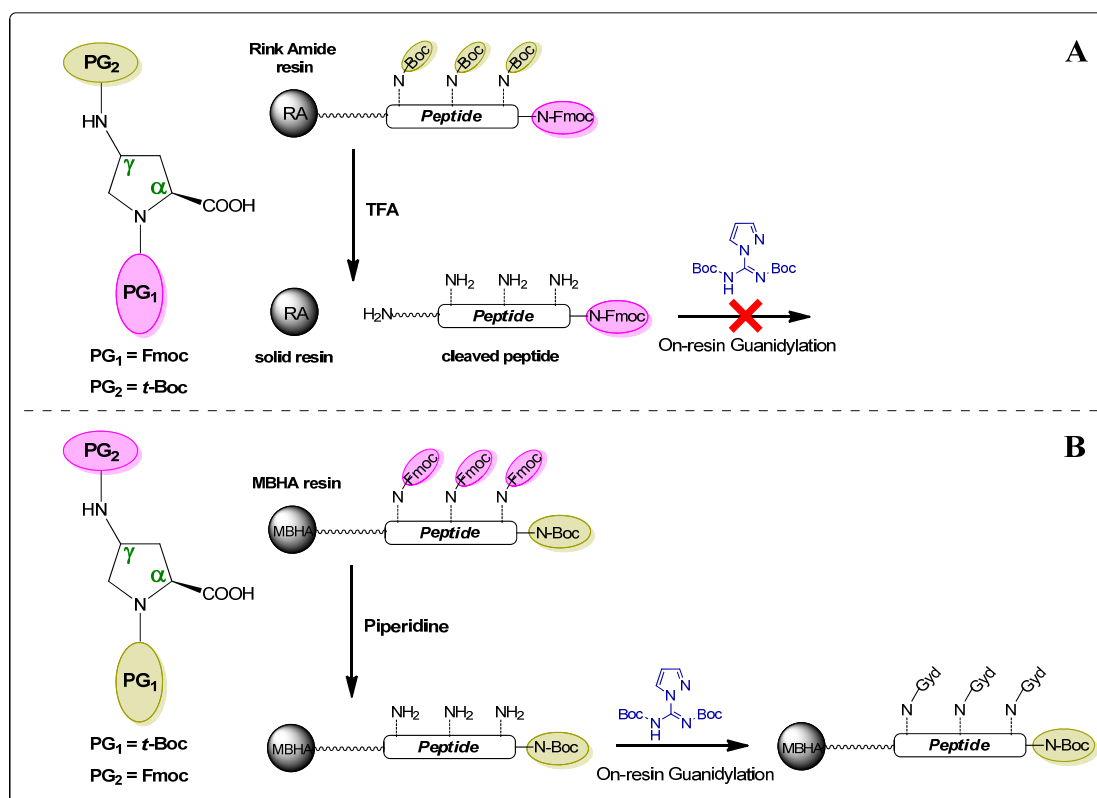 A
PG2
HN
γ
α
N
COOH
PG1
PG1 = Fmoc
PG2 = t-Boc
Rink Amide
resin
Boc
Boc
Boc
N
N
N
RA
Peptide
N-Fmoc
TFA
RA
solid resin
H2N
NH2
NH2
NH2
Peptide
N-Fmoc
cleaved peptide
N
N
Boc
N
H
N
Boc
On-resin Guanidylation
B
PG2
HN
γ
α
N
COOH
PG1
PG1 = t-Boc
PG2 = Fmoc
MBHA resin
Fmoc
Fmoc
Fmoc
N
N
N
MBHA
Peptide
N-Boc
Piperidine
NH2
NH2
NH2
MBHA
Peptide
N-Boc
N
N
Boc
N
H
N
Boc
On-resin Guanidylation
Gyd
Gyd
Gyd
N
N
N
MBHA
Peptide
N-Boc